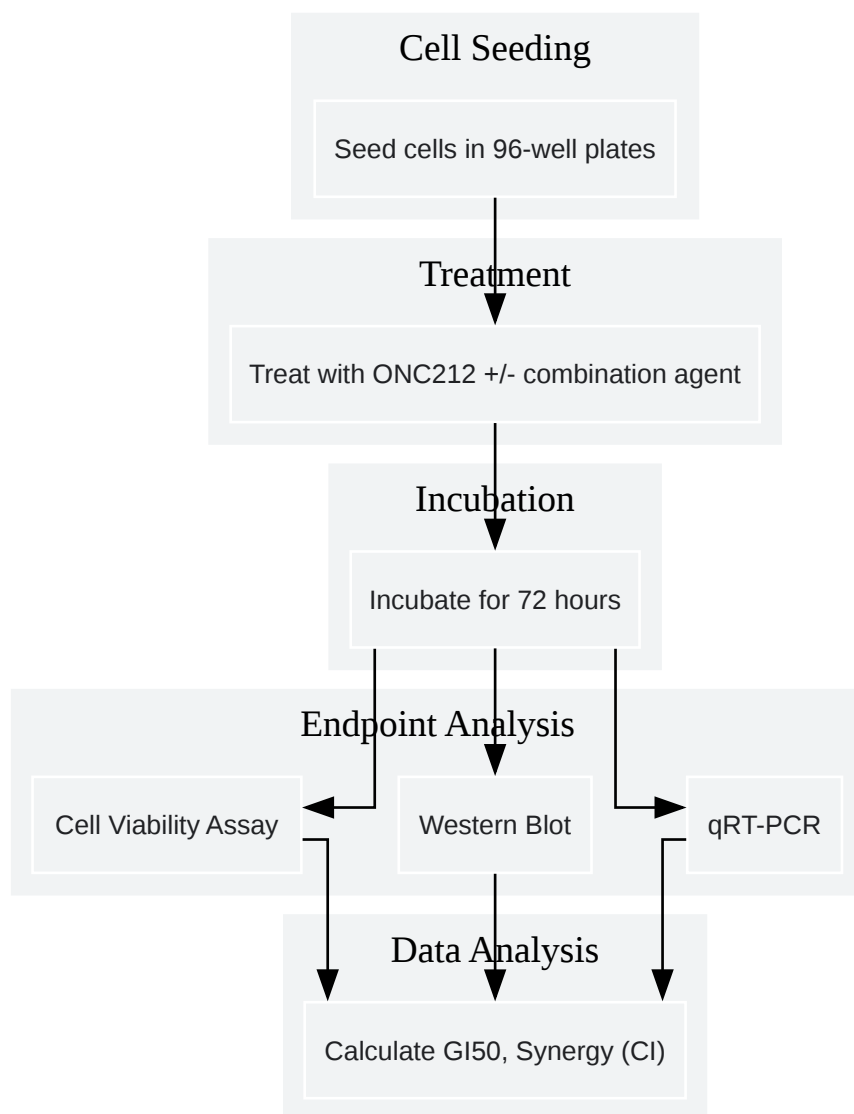 Cell Seeding
Seed cells in 96-well plates
Treatment
Treat with ONC212 +/- combination agent
Incubation
Incubate for 72 hours
Endpoint Analysis
Cell Viability Assay
Western Blot
qRT-PCR
Data Analysis
Calculate GI50, Synergy (CI)